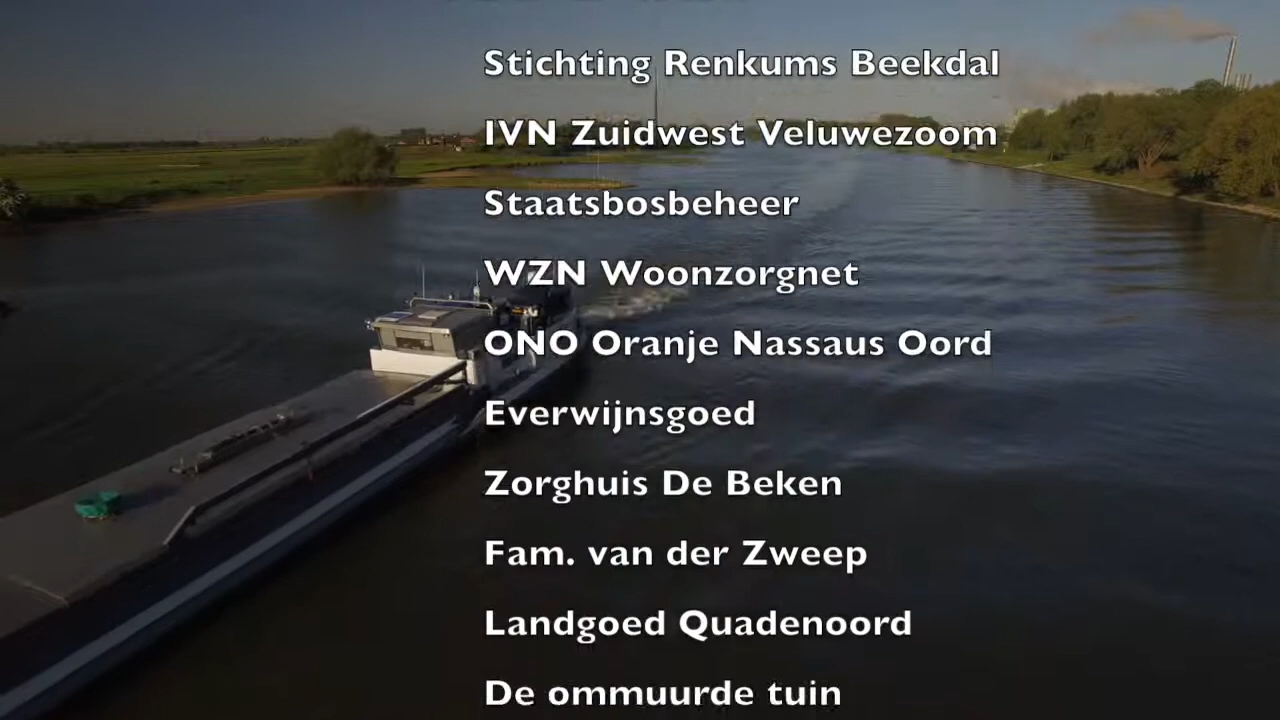 Stichting Renkums Beekdal
IVN Zuidwest Veluwezoom
Staatsbosbeheer
WZN Woonzorgnet
ONO Oranje Nassaus Oord
Everwijnsgoed
Zorghuis De Beken
Fam. van der Zweep
Landgoed Quadenoord
De ommuurde tuin